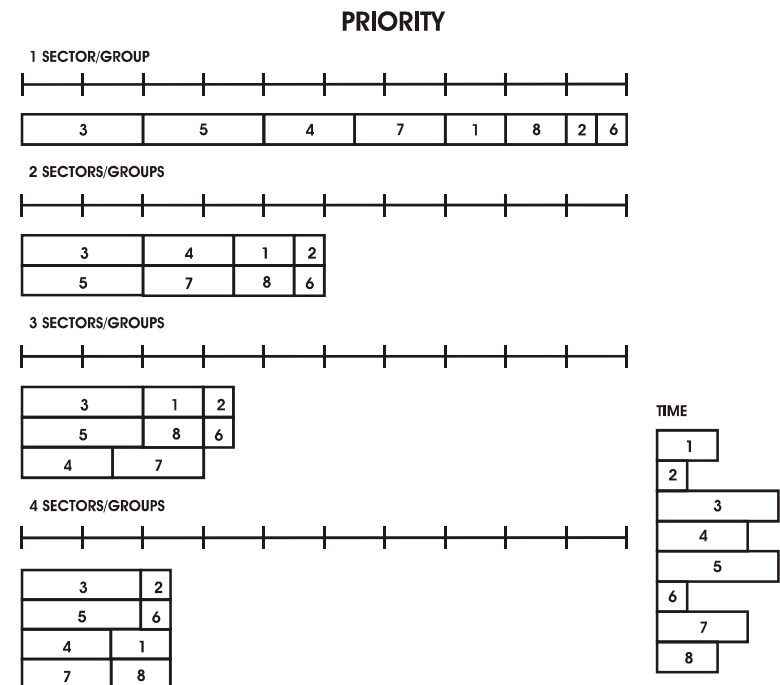 PRIORITY
1 SECTOR/GROUP
3 5 4 7 1 8 2 6
2 SECTORS/GROUPS
3 4 1 2
5 7 8 6
3 SECTORS/GROUPS
3 1 2
5 8 6
4 7
4 SECTORS/GROUPS
3 2
5 6
4 1
7 8
TIME
1
2
3
4
5
6
7
8